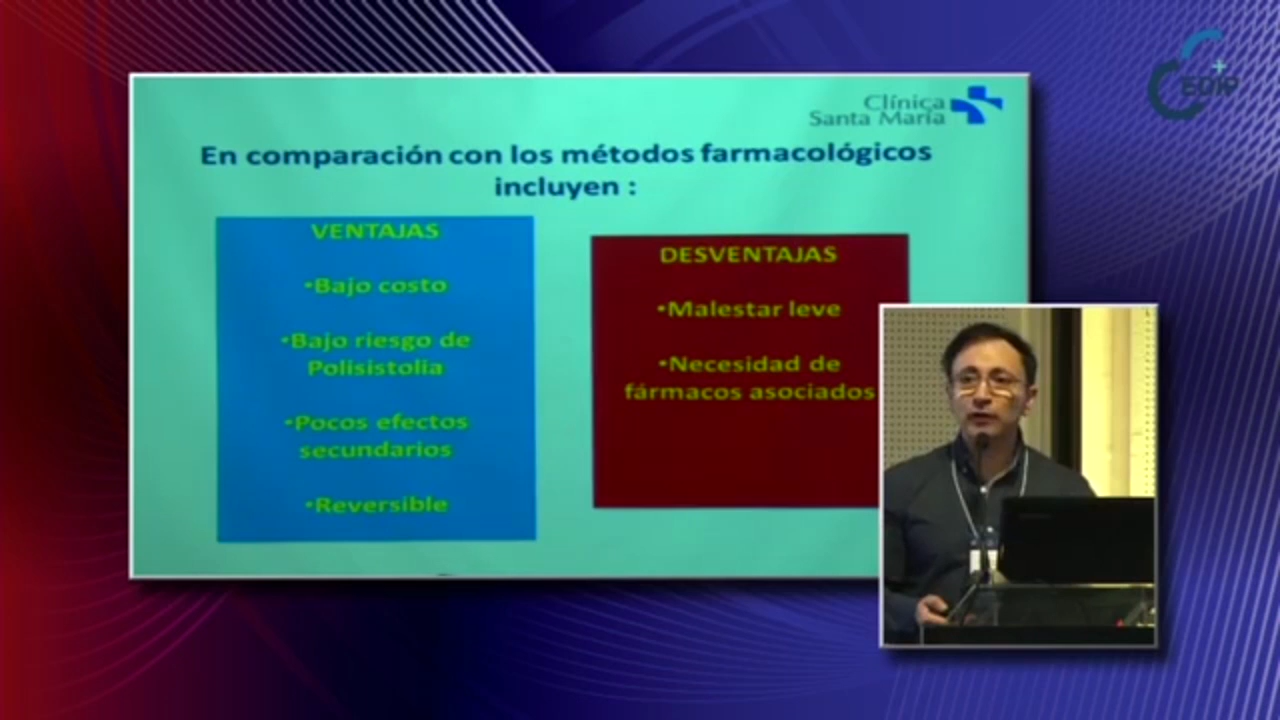 Clínica
Santa María
En comparación con los métodos farmacológicos
incluyen :
VENTAJAS
•Bajo costo
•Bajo riesgo de
Polisistolia
•Pocos efectos
secundarios
•Reversible
DESVENTAJAS
•Malestar leve
•Necesidad de
fármacos asociados